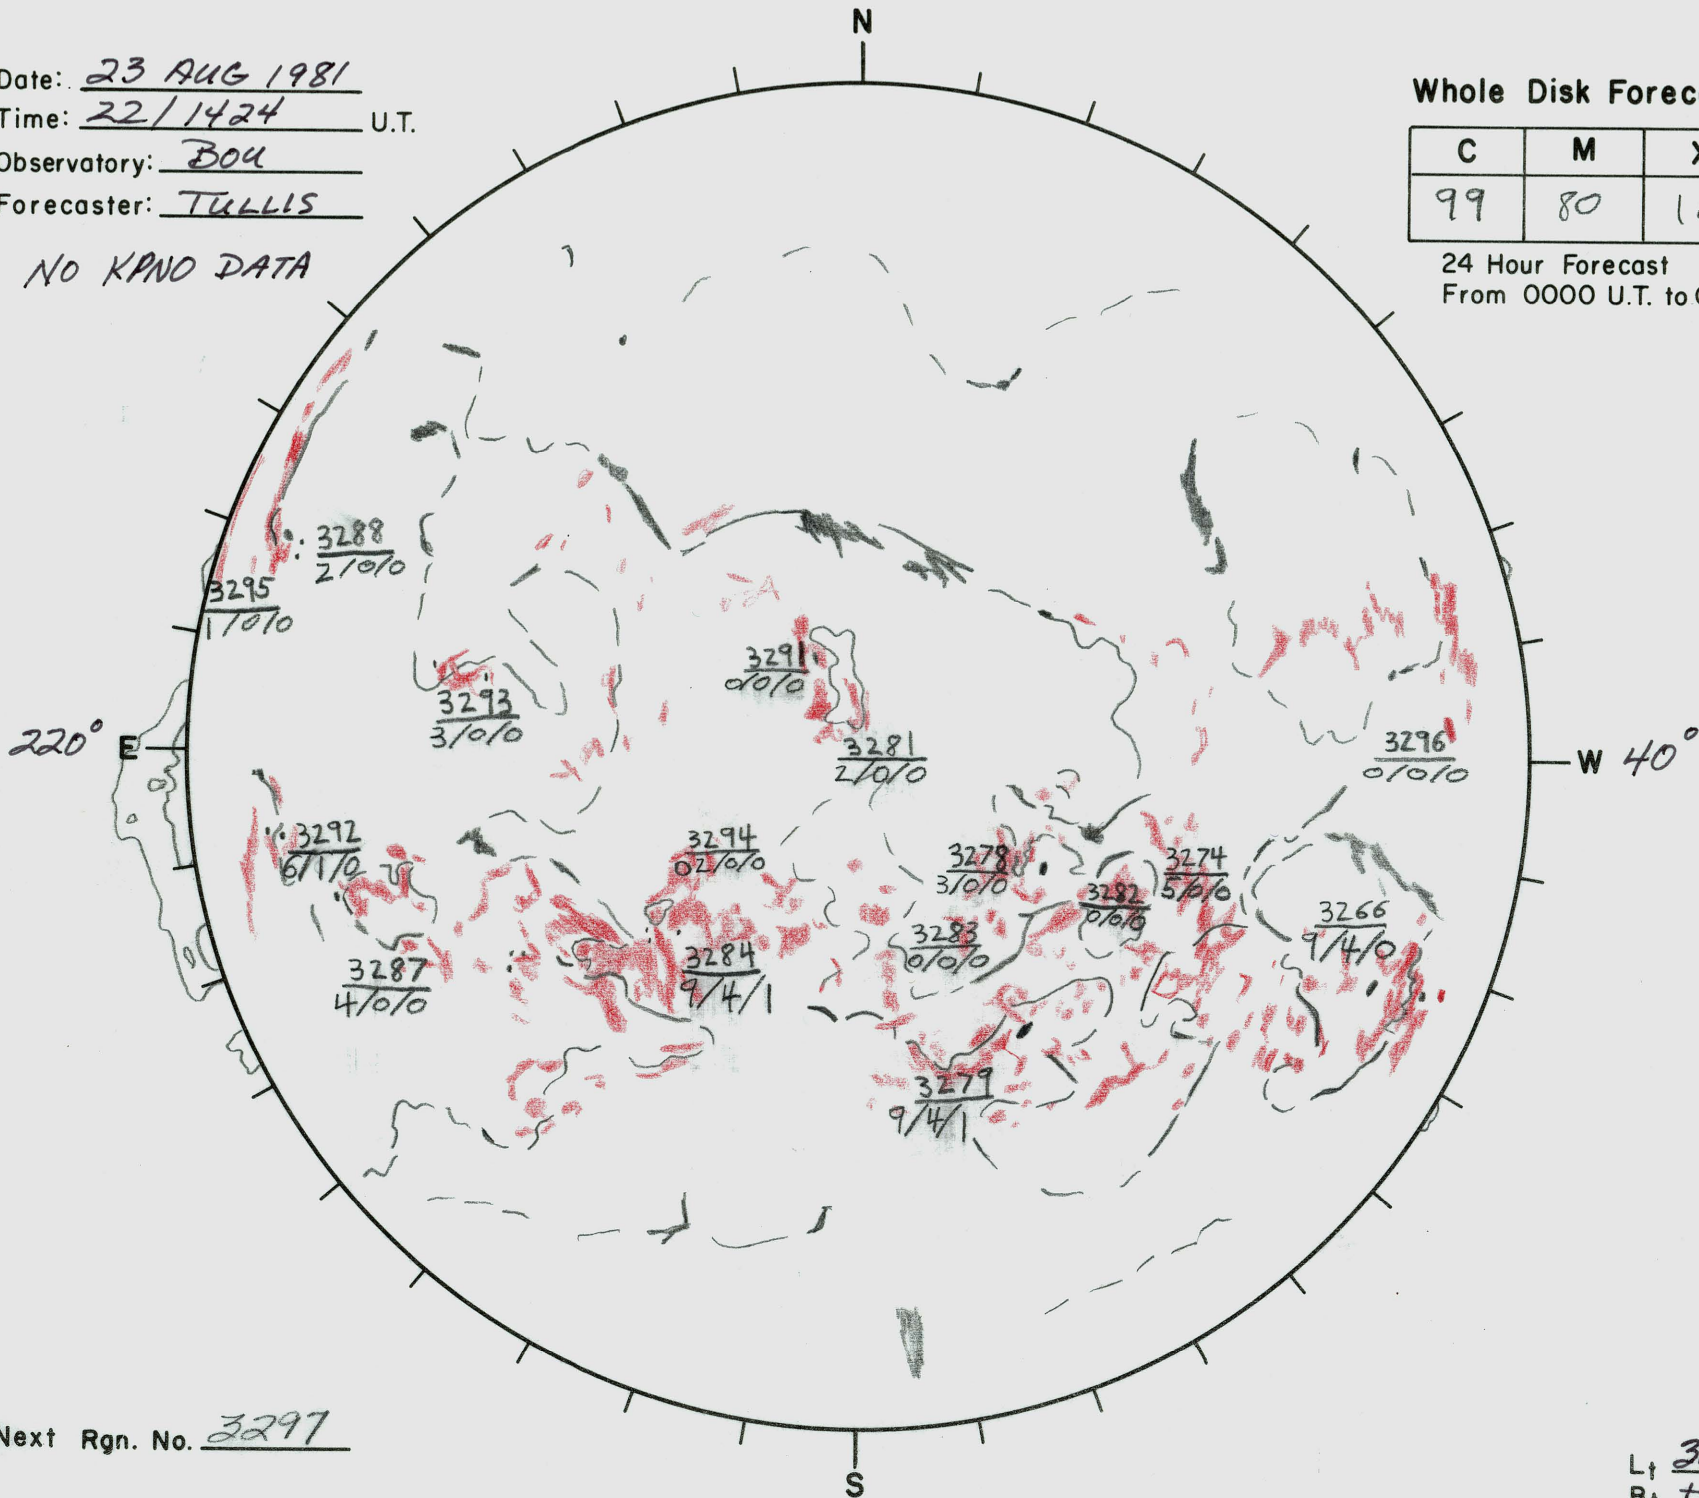 N
Date: 23 AUG 1981
Time: 22/1424 U.T.
Observatory: BOU
Forecaster: TULLIS
NO KPNO DATA
Whole Disk Forec
C M X
99 80
24 Hour Forecast
From 0000 U.T. to
3288
2/0/0
3295
1/0/0
3291
0/0/0
3293
3/0/0
220° E
3281
2/0/0
3296
0/0/0
W 40°
3292
6/1/0
3294
02/0/0
3278
3/0/0
3274
5/0/0
3282
0/0/0
3266
9/4/0
3283
0/0/0
3284
9/4/1
3287
4/0/0
3279
9/4/1
Next Rgn. No. 3297
S
Lt